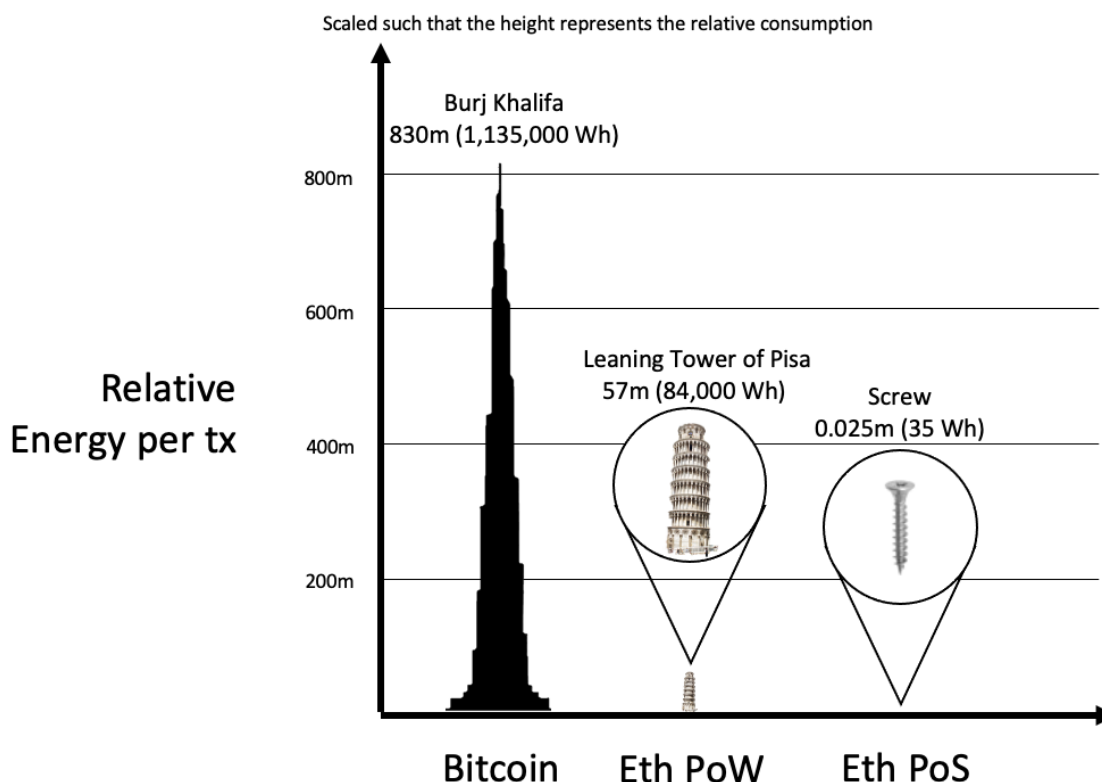 Scaled such that the height represents the relative consumption
Burj Khalifa
830m (1,135,000 Wh)
800m
600m
Leaning Tower of Pisa
57m (84,000 Wh)
Screw
0.025m (35 Wh)
Relative
Energy per tx
400m
200m
Bitcoin
Eth PoW
Eth PoS